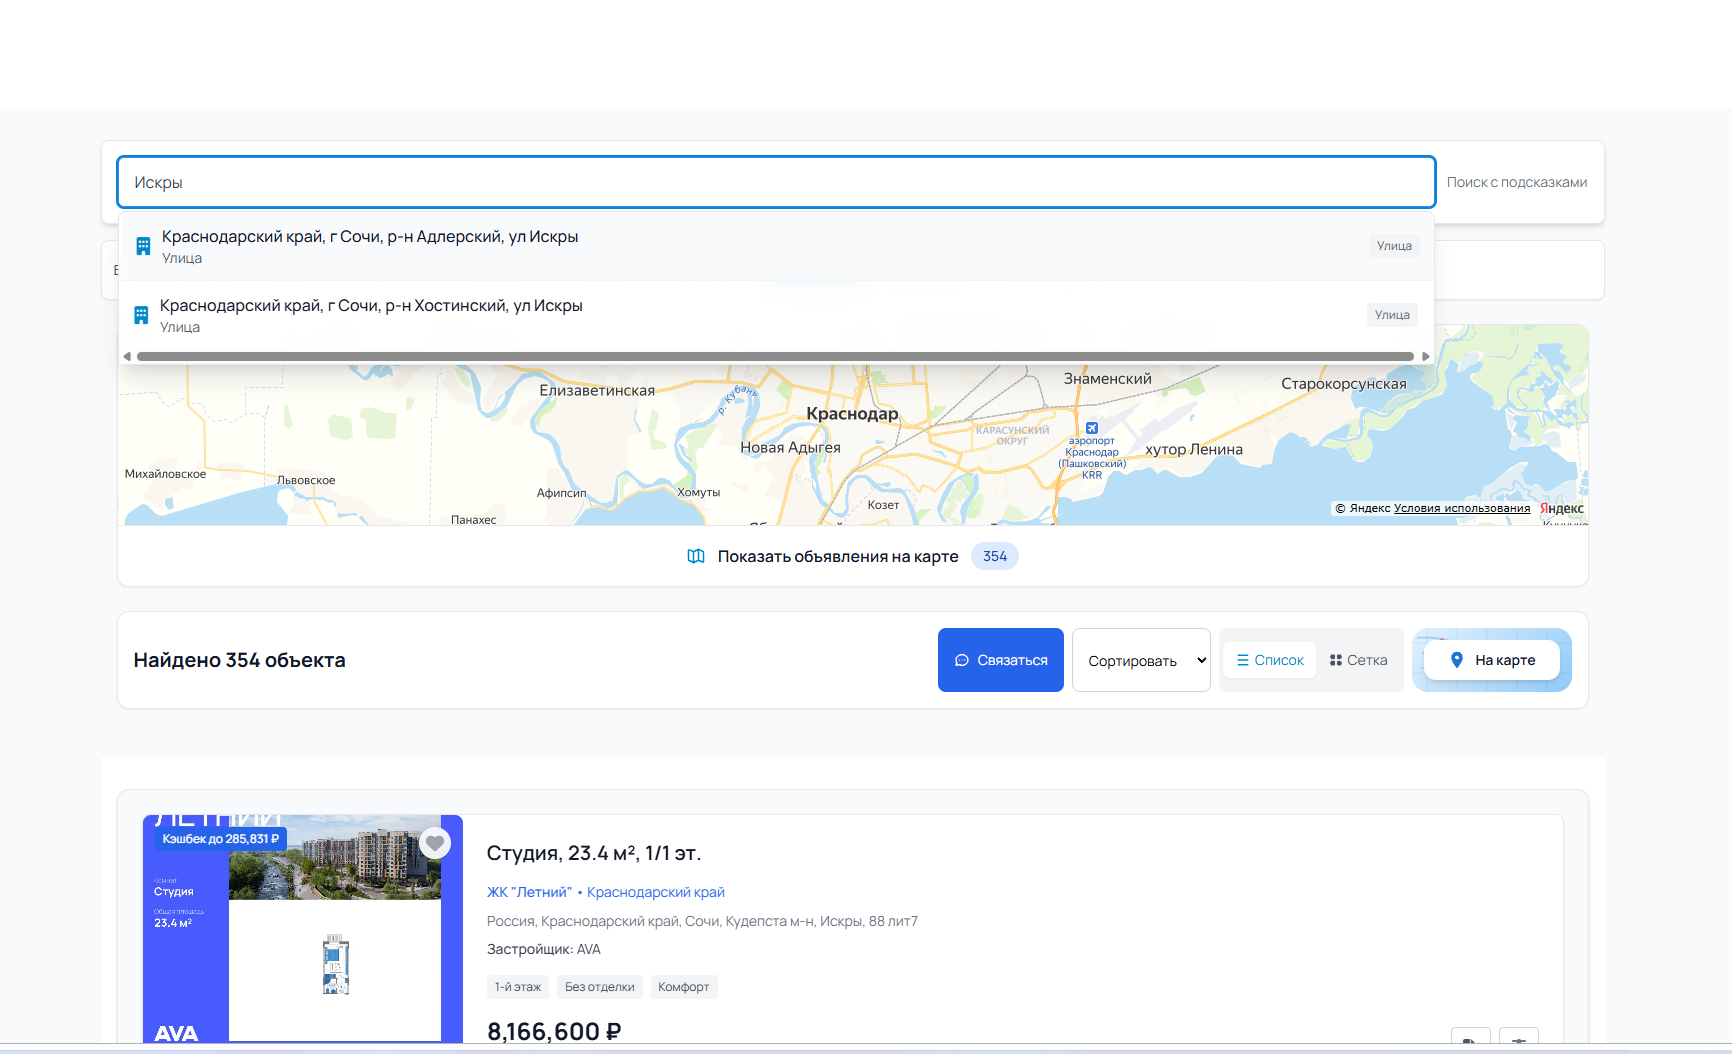 Искры
Поиск с подсказками
Краснодарский край, г Сочи, р-н Адлерский, ул Искры
Улица
Улица
Краснодарский край, г Сочи, р-н Хостинский, ул Искры
Улица
Улица
Елизаветинская
р. Кубань
Знаменский
Старокорсунская
Краснодар
КАРАСУНСКИЙ
ОКРУГ
аэропорт
Краснодар
(Пашковский)
KRR
Новая Адыгея
хутор Ленина
Михайловское
Львовское
Афипсип
Хомуты
Козет
Панахес
© Яндекс Условия использования Яндекс
Показать объявления на карте 354
Найдено 354 объекта
Связаться
Сортировать
Список
Сетка
На карте
ЛЕТНИЙ
Кэшбек до 285,831 ₽
Комнат
Студия
Общая площадь
23.4 м²
AVA
Студия, 23.4 м², 1/1 эт.
ЖК "Летний" • Краснодарский край
Россия, Краснодарский край, Сочи, Кудепста м-н, Искры, 88 лит7
Застройщик: AVA
1-й этаж
Без отделки
Комфорт
8,166,600 ₽